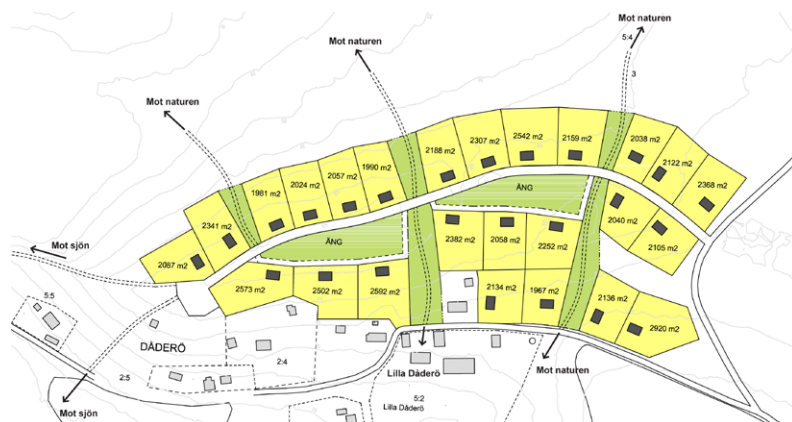 Mot naturen
5:4
Mot naturen
3
Mot naturen
2188 m2
2307 m2
2542 m2
2159 m2
2038 m2
2122 m2
2368 m2
1981 m2
2024 m2
2057 m2
1990 m2
2341 m2
2087 m2
ÄNG
ÄNG
2040 m2
2105 m2
Mot sjön
2382 m2
2058 m2
2252 m2
2573 m2
2502 m2
2592 m2
2134 m2
1967 m2
2136 m2
2920 m2
5:5
DÅDERÖ
2:4
2:5
Lilla Dåderö
Mot naturen
5:2
Lilla Dåderö
Mot sjön